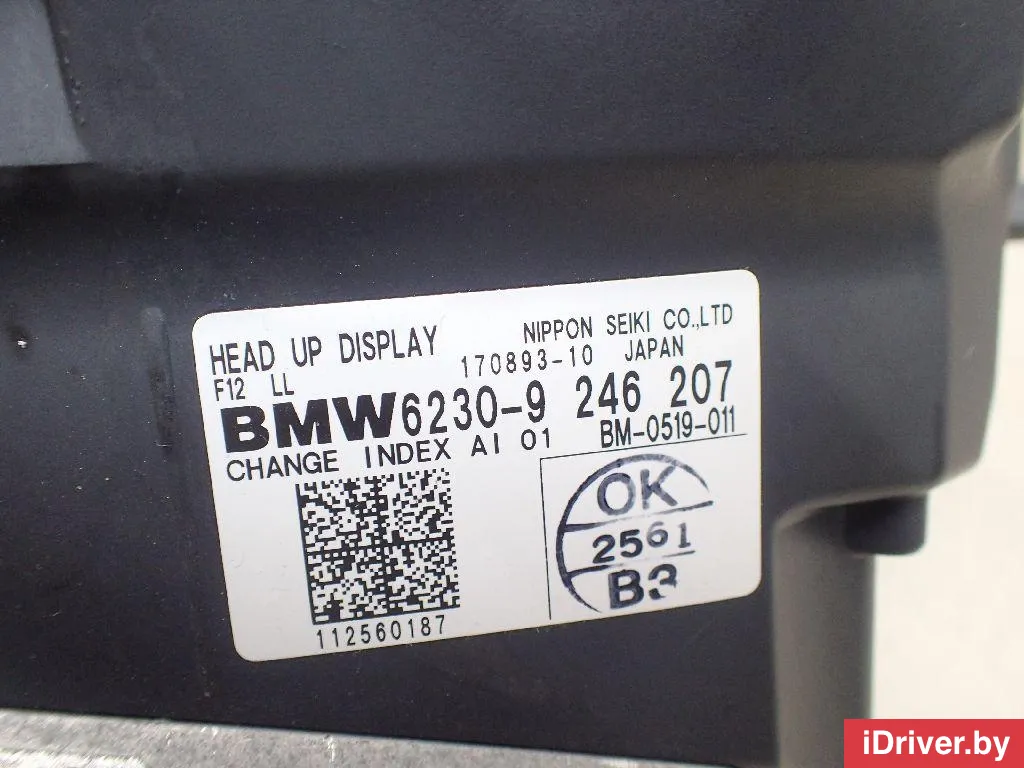 HEAD UP DISPLAY NIPPON SEIKI CO.,LTD
F12 LL 170893-10 JAPAN
BMW6230-9 246 207
CHANGE INDEX AI 01 BM-0519-011
OK
2561
B3
112560187
iDriver.by